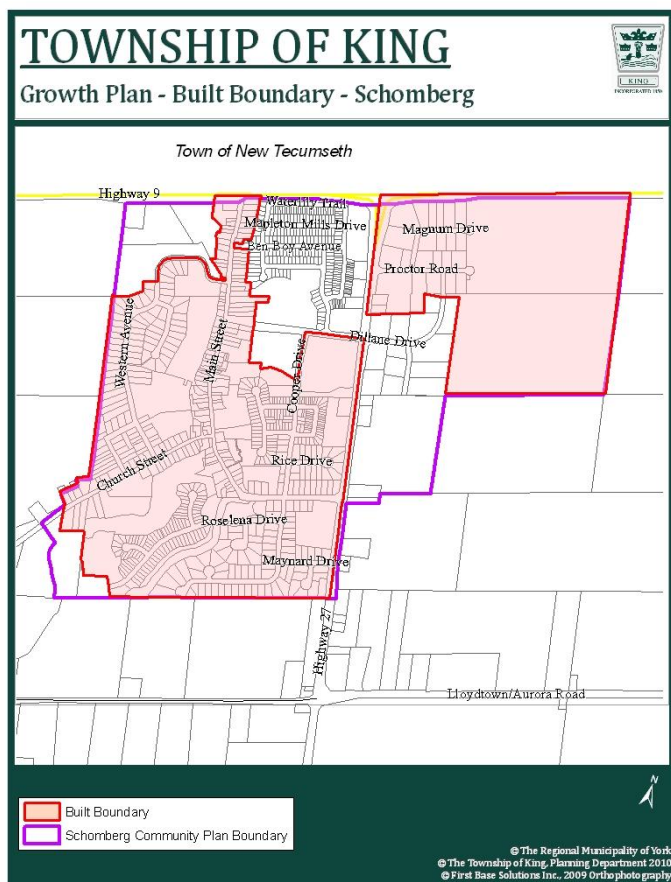 TOWNSHIP OF KING
Growth Plan - Built Boundary - Schomberg
KING
INCORPORATED 1850
Town of New Tecumseth
Highway 9
Waterlily Trail
Mapleton Mills Drive
Ben Boy Avenue
Magnum Drive
Proctor Road
Dillane Drive
Western Avenue
Main Street
Cooper Drive
Church Street
Rice Drive
Roselena Drive
Maynard Drive
Highway 27
Lloydtown/Aurora Road
N
Built Boundary
Schomberg Community Plan Boundary
© The Regional Municipality of York
© The Township of King, Planning Department 2010
© First Base Solutions Inc., 2009 Orthophotography